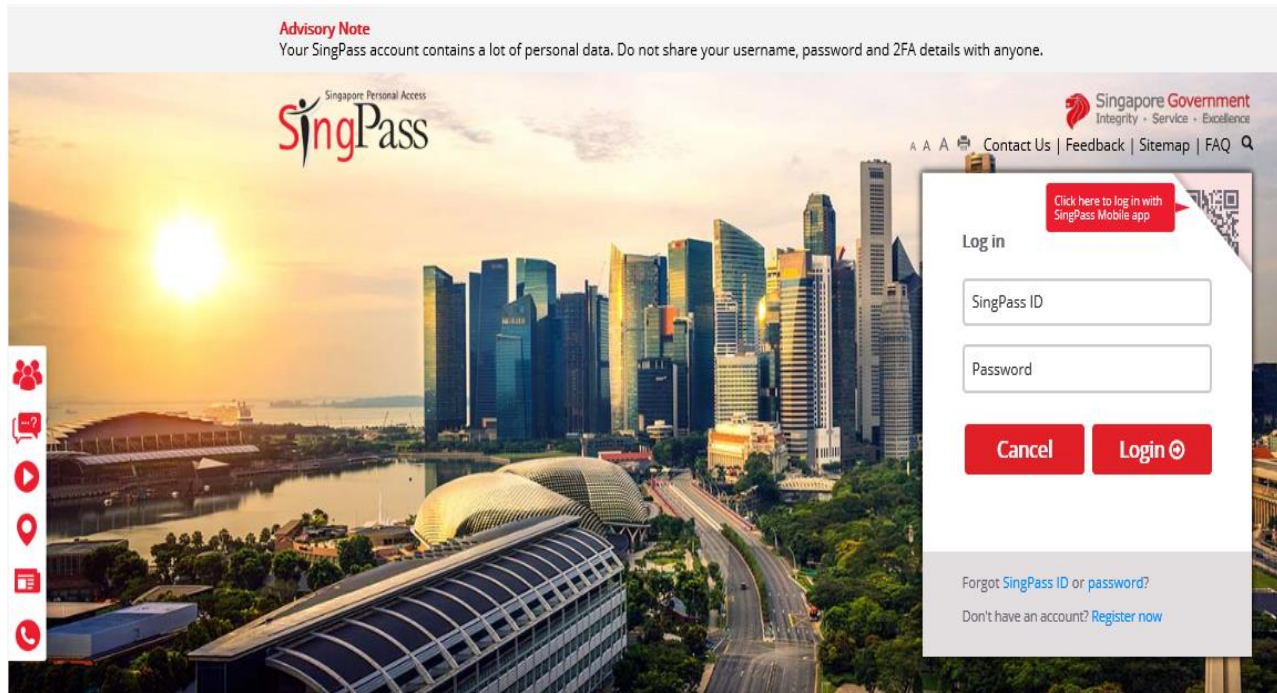 Advisory Note
Your SingPass account contains a lot of personal data. Do not share your username, password and 2FA details with anyone.
Singapore Personal Access
SingPass
Singapore Government
Integrity · Service · Excellence
A A A Contact Us | Feedback | Sitemap | FAQ
Click here to log in with
SingPass Mobile app
Log in
SingPass ID
Password
Cancel Login
Forgot SingPass ID or password?
Don't have an account? Register now